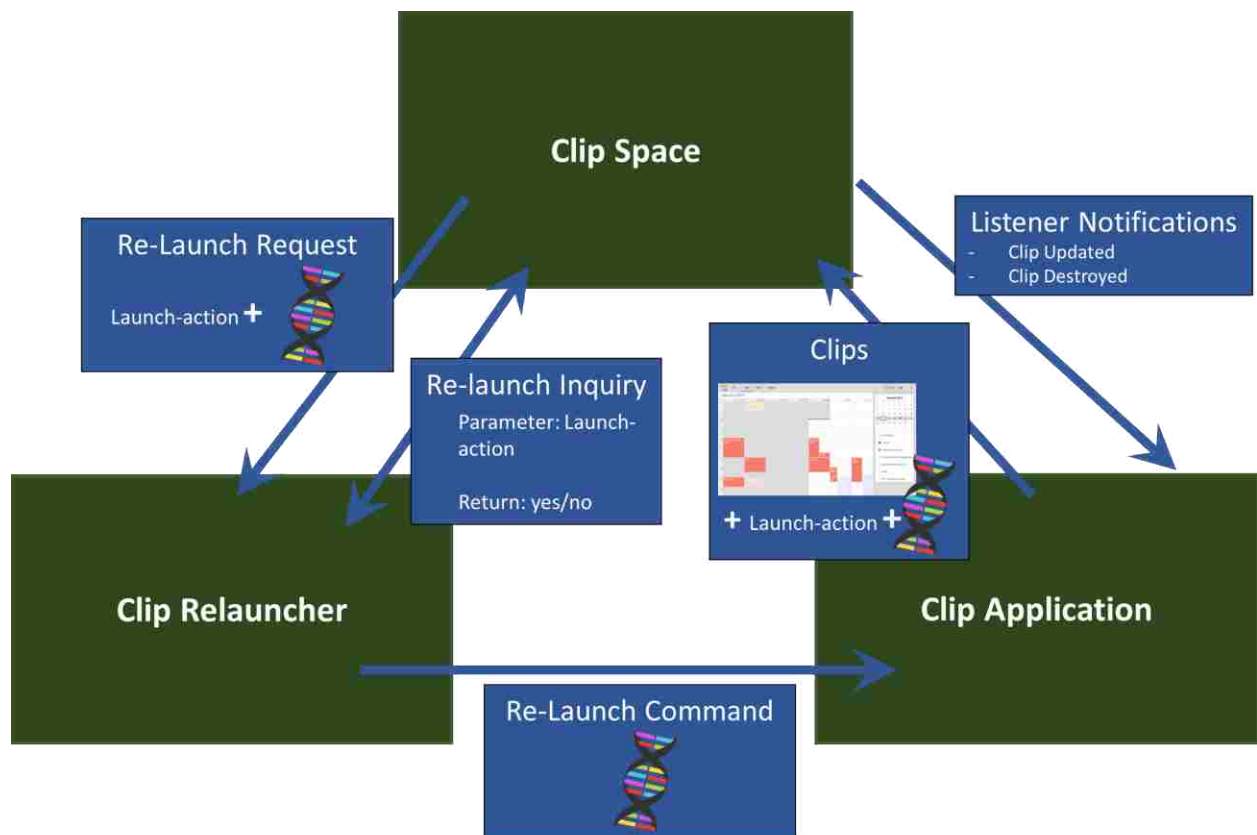 Clip Space
Re-Launch Request
Launch-action +
Listener Notifications
- Clip Updated
- Clip Destroyed
Re-launch Inquiry
Parameter: Launch-
action
Return: yes/no
Clips
+ Launch-action +
Clip Relauncher
Clip Application
Re-Launch Command